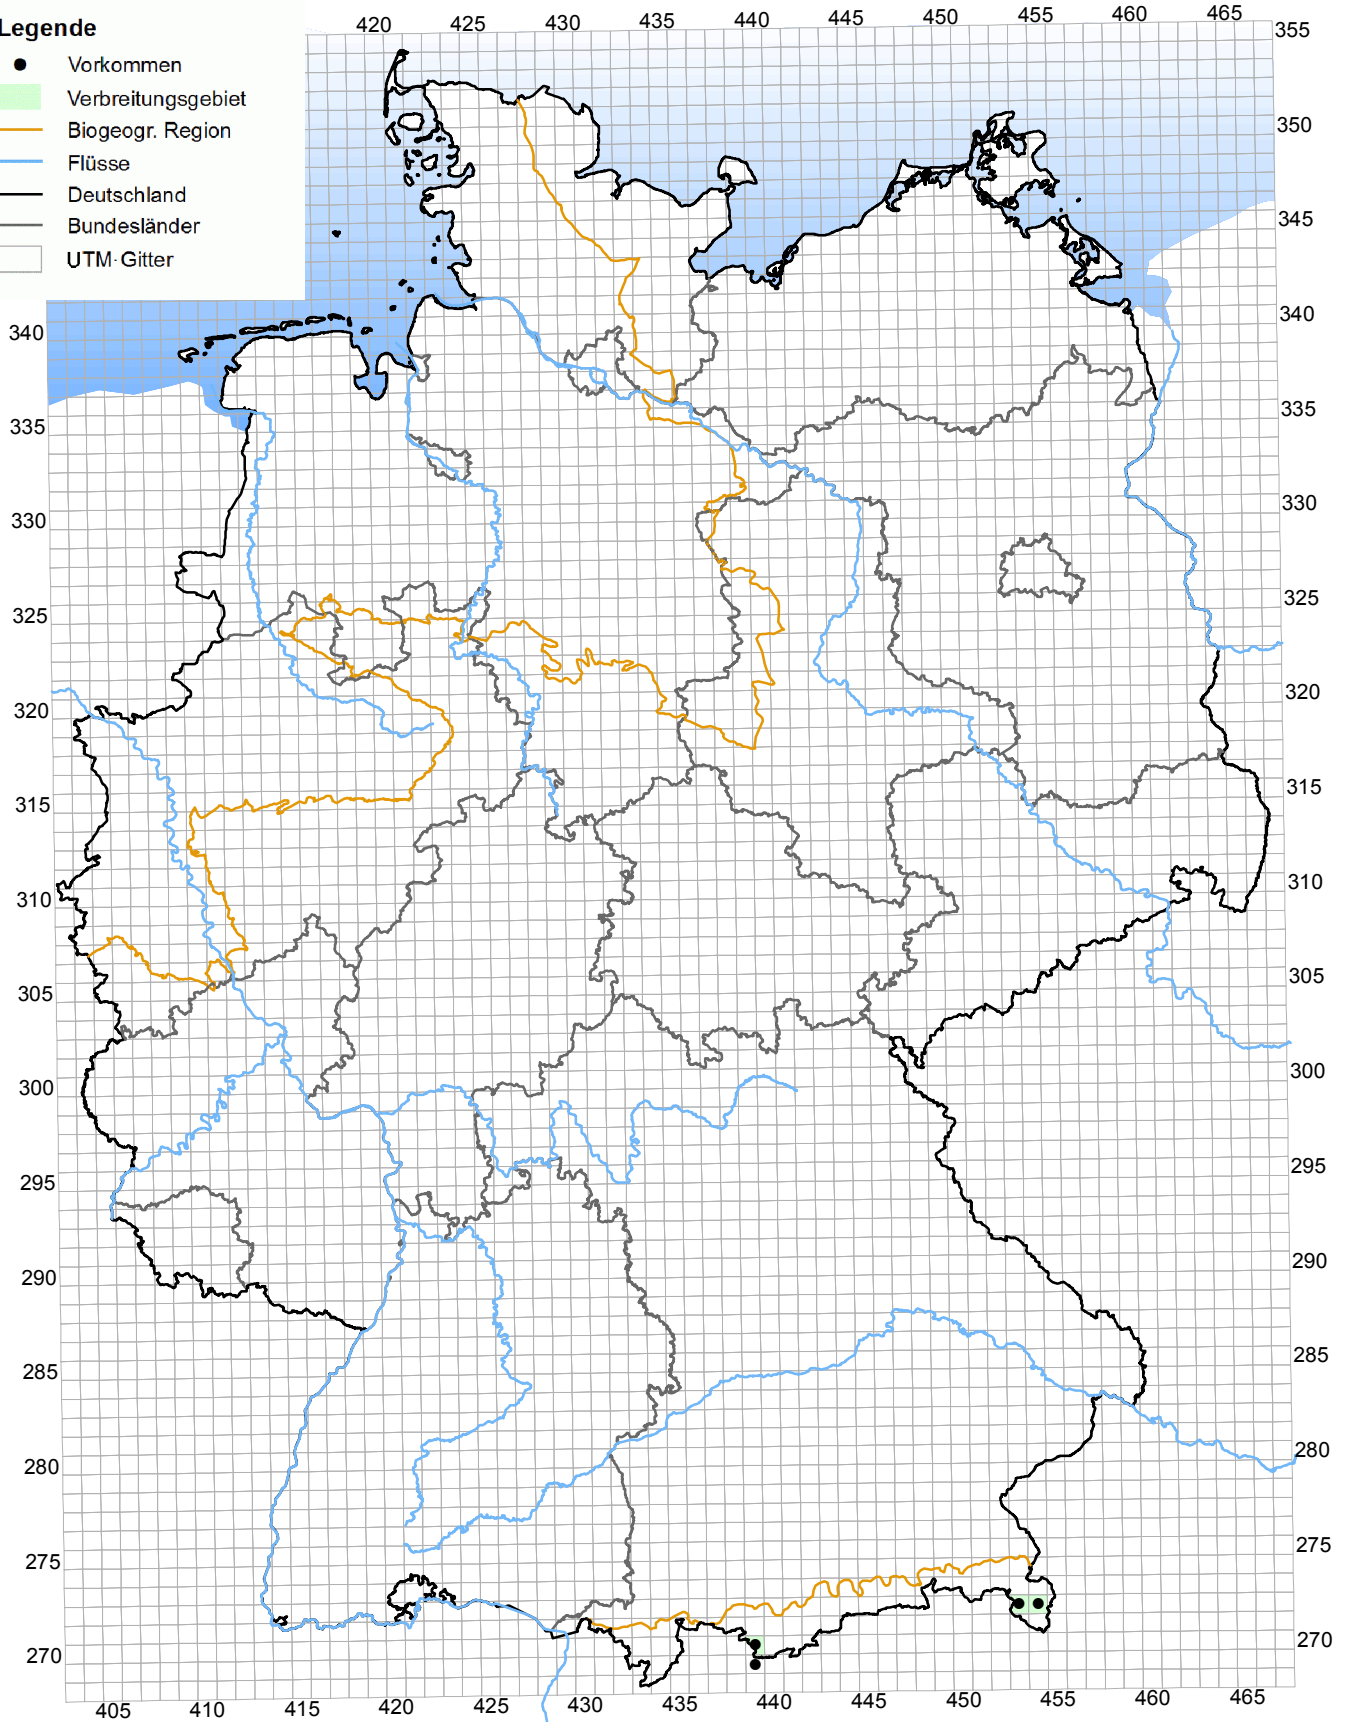 Legende
Vorkommen
Verbreitungsgebiet
Biogeogr. Region
Flüsse
Deutschland
Bundesländer
UTM-Gitter
420 425 430 435 440 445 450 455 460 465
355
350
345
340 340
335 335
330 330
325 325
320 320
315 315
310 310
305 305
300 300
295 295
290 290
285 285
280 280
275 275
270 270
405 410 415 420 425 430 435 440 445 450 455 460 465